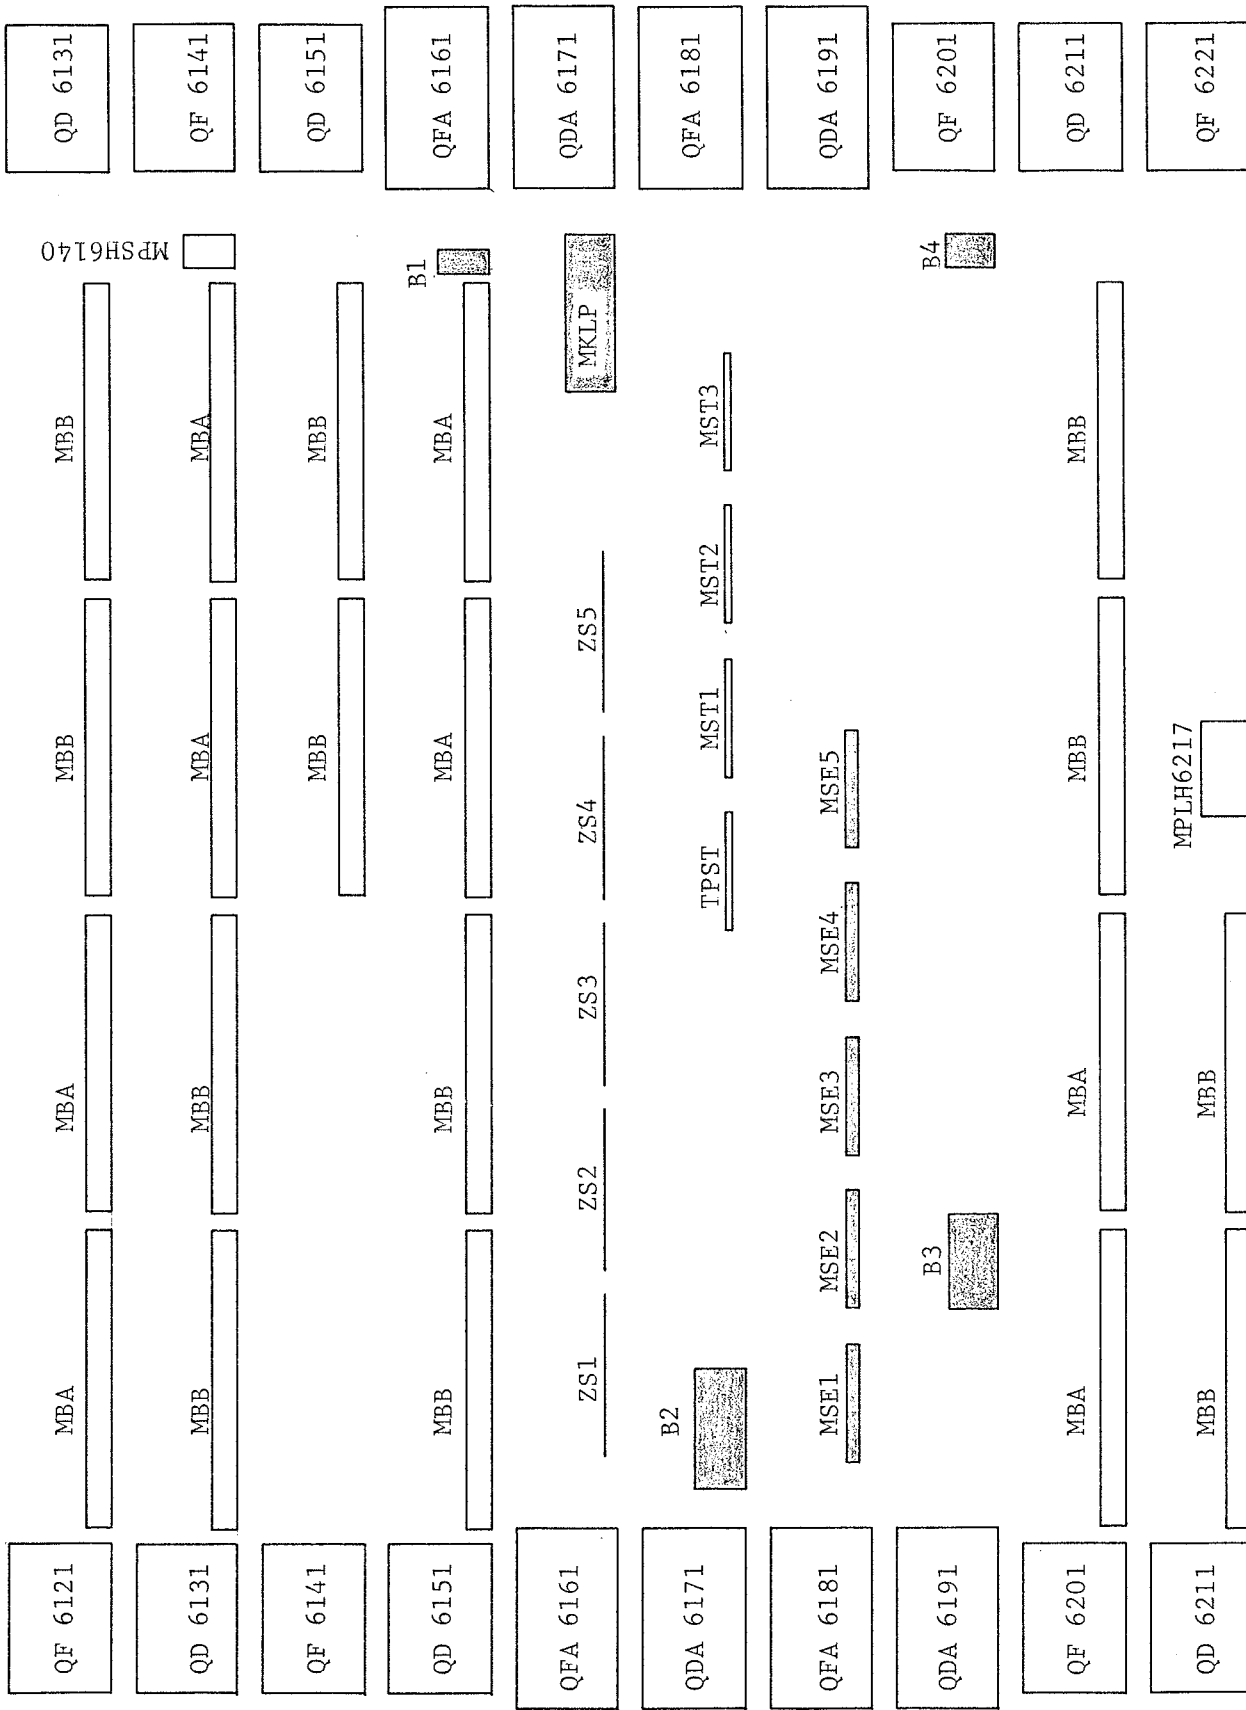 QF 6121
MBA
MBA
MBB
MBB
QD 6131
QD 6131
MBB
MBB
MBA
MBA
MPSH6140
QF 6141
QF 6141
MBB
MBB
QD 6151
QD 6151
MBB
MBB
MBA
MBA
B1
QFA 6161
QFA 6161
ZS1
ZS2
ZS3
ZS4
ZS5
MKLP
QDA 6171
QDA 6171
B2
TPST
MST1
MST2
MST3
QFA 6181
QFA 6181
MSE1
MSE2
MSE3
MSE4
MSE5
QDA 6191
QDA 6191
B3
B4
QF 6201
QF 6201
MBA
MBA
MBB
MBB
QD 6211
QD 6211
MBB
MBB
MPLH6217
QF 6221